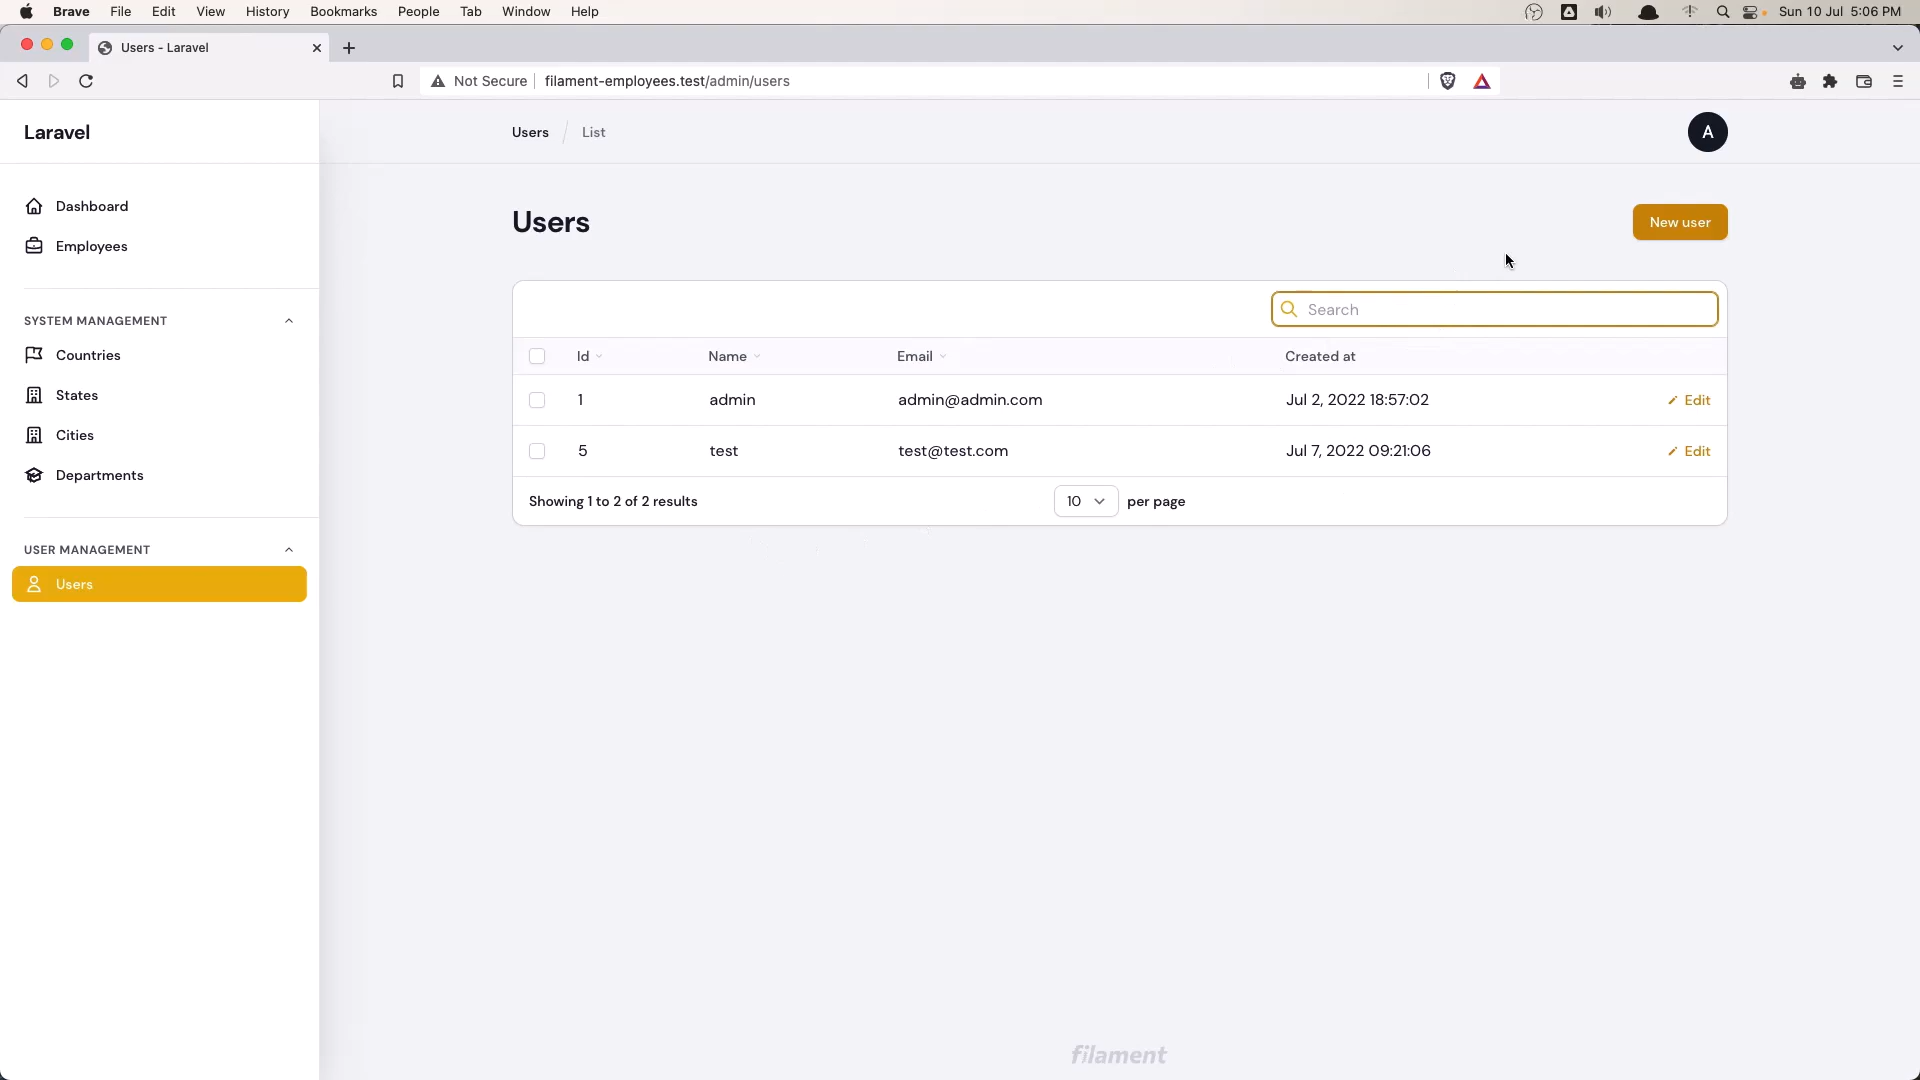 Brave File Edit View History Bookmarks People Tab Window Help Sun 10 Jul 5:06 PM
Users - Laravel
Not Secure filament-employees.test/admin/users
Laravel
Users List
A
Dashboard
Employees
SYSTEM MANAGEMENT
Countries
States
Cities
Departments
USER MANAGEMENT
Users
Users
New user
Search
Id Name Email Created at
1 admin admin@admin.com Jul 2, 2022 18:57:02 Edit
5 test test@test.com Jul 7, 2022 09:21:06 Edit
Showing 1 to 2 of 2 results 10 per page
filament